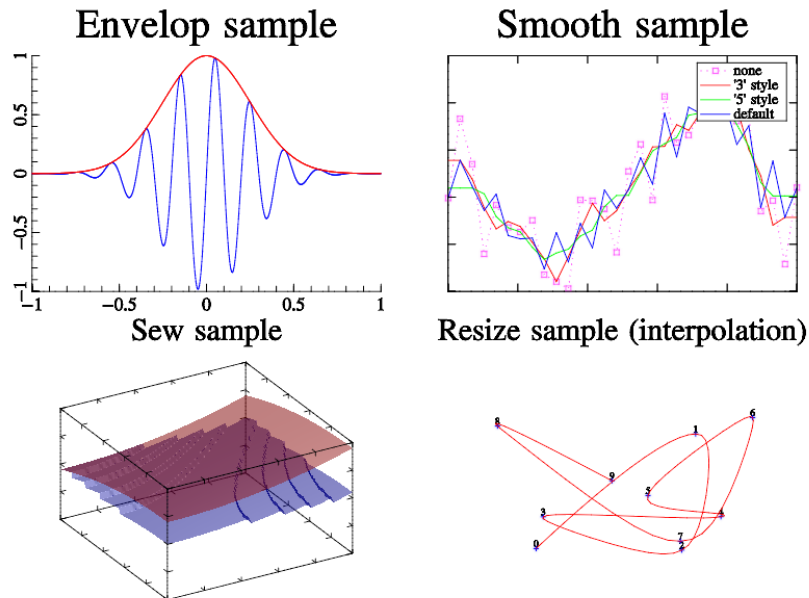 Envelop sample
1
0.5
0
−0.5
−1
−1
−0.5
0
0.5
1
Smooth sample
none
'3' style
'5' style
default
Sew sample
Resize sample (interpolation)
8
1
6
9
5
3
4
7
0
2